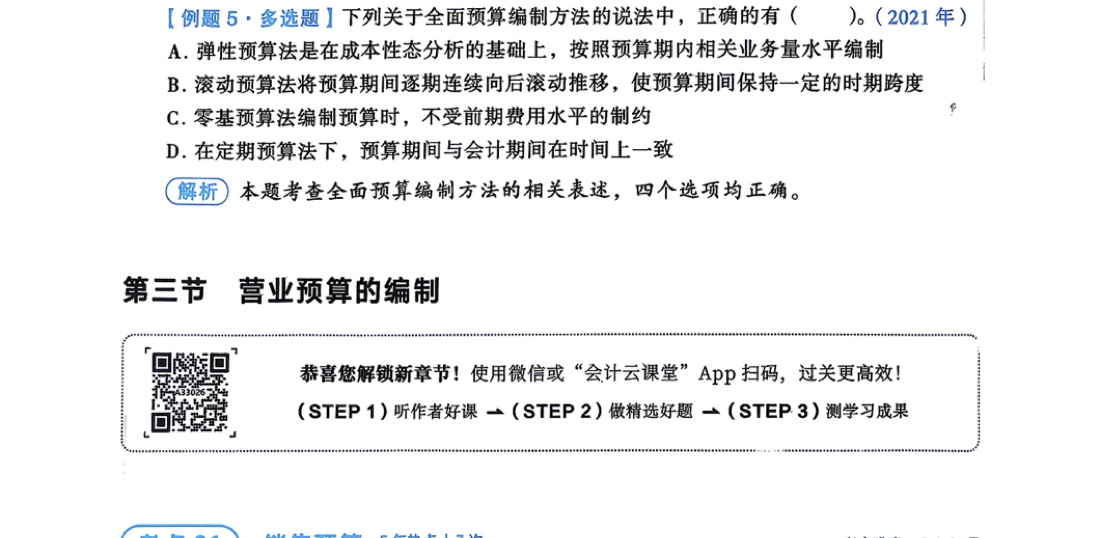 【例题5·多选题】下列关于全面预算编制方法的说法中，正确的有（　　）。（2021年）
A. 弹性预算法是在成本性态分析的基础上，按照预算期内相关业务量水平编制
B. 滚动预算法将预算期间逐期连续向后滚动推移，使预算期间保持一定的时期跨度
C. 零基预算法编制预算时，不受前期费用水平的制约
D. 在定期预算法下，预算期间与会计期间在时间上一致
解析 本题考查全面预算编制方法的相关表述，四个选项均正确。
第三节　营业预算的编制
A33026
恭喜您解锁新章节！使用微信或“会计云课堂”App 扫码，过关更高效！
（STEP 1）听作者好课 ⇀（STEP 2）做精选好题 ⇀（STEP 3）测学习成果